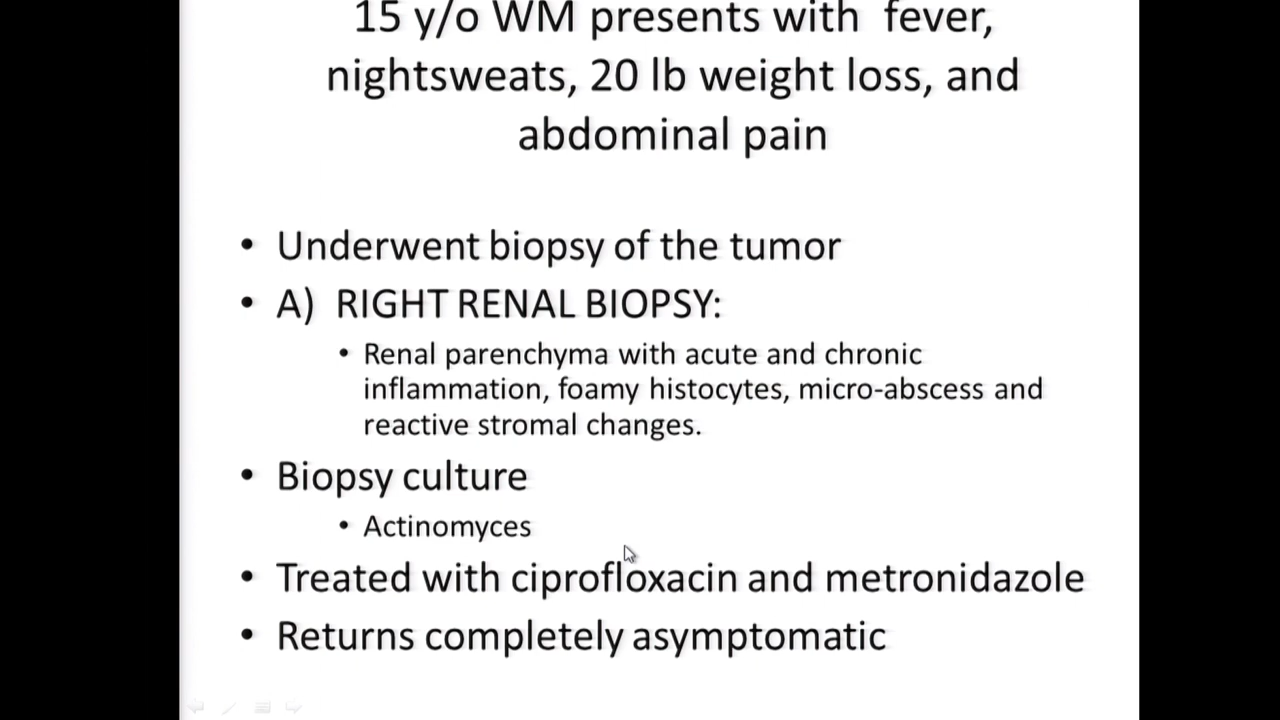 15 y/o WM presents with fever,
nightsweats, 20 lb weight loss, and
abdominal pain
• Underwent biopsy of the tumor
• A) RIGHT RENAL BIOPSY:
• Renal parenchyma with acute and chronic
inflammation, foamy histocytes, micro-abscess and
reactive stromal changes.
• Biopsy culture
• Actinomyces
• Treated with ciprofloxacin and metronidazole
• Returns completely asymptomatic